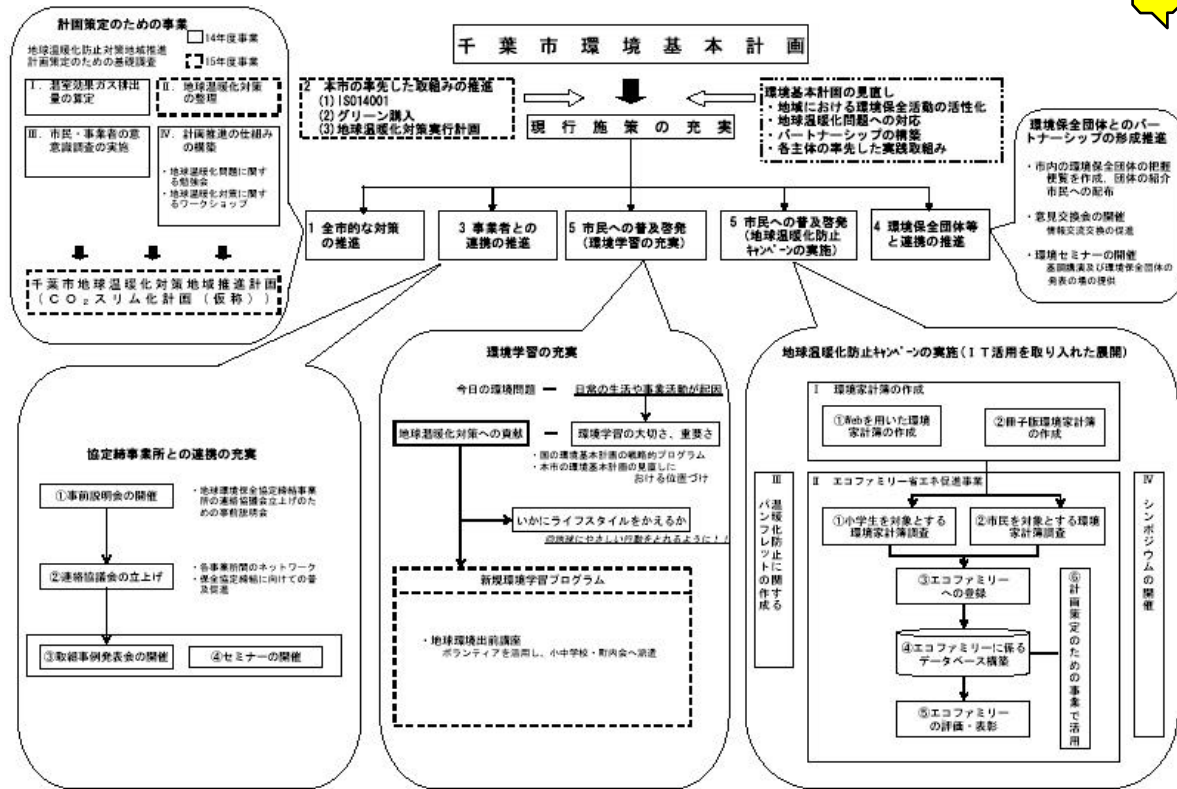 計画策定のための事業
14年度事業
15年度事業
地球温暖化防止対策地域推進
計画策定のための基礎調査
Ⅰ．温室効果ガス排出
量の算定
Ⅱ．地球温暖化対策
の整理
Ⅲ．市民・事業者の意
意識調査の実施
Ⅳ．計画推進の仕組み
の構築
・地球温暖化問題に関す
る勉強会
・地球温暖化対策に関す
るワークショップ
千葉市地球温暖化対策地域推進計画
(CO₂スリム化計画(仮称))
千葉市環境基本計画
2 本市の率先した取組みの推進
(1)ISO14001
(2)グリーン購入
(3)地球温暖化対策実行計画
現行施策の充実
環境基本計画の見直し
・地域における環境保全活動の活性化
・地球温暖化問題への対応
・パートナーシップの構築
・各主体の率先した実践取組み
環境保全団体とのパー
トナーシップの形成推進
・市内の環境保全団体の把握
便覧を作成、団体の紹介
市民への配布
・意見交換会の開催
情報交流交換の促進
・環境セミナーの開催
基調講演及び環境保全団体の
発表の場の提供
1 全市的な対策
の推進
3 事業者との
連携の推進
5 市民への普及啓発
(環境学習の充実)
5 市民への普及啓発
(地球温暖化防止
キャンペーンの実施)
4 環境保全団体等
と連携の推進
協定締事業所との連携の充実
①事前説明会の開催
・地球環境保全協定締結事業
所の連絡協議会立上げのた
めの事前説明会
②連絡協議会の立上げ
・各事業所間のネットワーク
・保全協定締結に向けての普
及促進
③取組事例発表会の開催
④セミナーの開催
環境学習の充実
今日の環境問題 ー 日常の生活や事業活動が起因
地球温暖化対策への貢献 ー 環境学習の大切さ、重要さ
・国の環境基本計画の戦略的プログラム
・本市の環境基本計画の見直しに
おける位置づけ
いかにライフスタイルをかえるか
地球にやさしい行動をとれるように！！
新規環境学習プログラム
・地球環境出前講座
ボランティアを活用し、小中学校・町内会へ派遣
地球温暖化防止キャンペーンの実施(IT活用を取り入れた展開)
Ⅰ 環境家計簿の作成
①Webを用いた環境
家計簿の作成
②冊子版環境家計簿
の作成
Ⅱ エコファミリー省エネ促進事業
①小学生を対象とする
環境家計簿調査
②市民を対象とする環境
家計簿調査
③エコファミリー
への登録
④エコファミリーに係る
データベース構築
⑤エコファミリー
の評価・表彰
⑥計画策定のための事業で活用
Ⅲ 温暖化防止に関する
パンフレットの作成
Ⅳ シンポジウムの開催